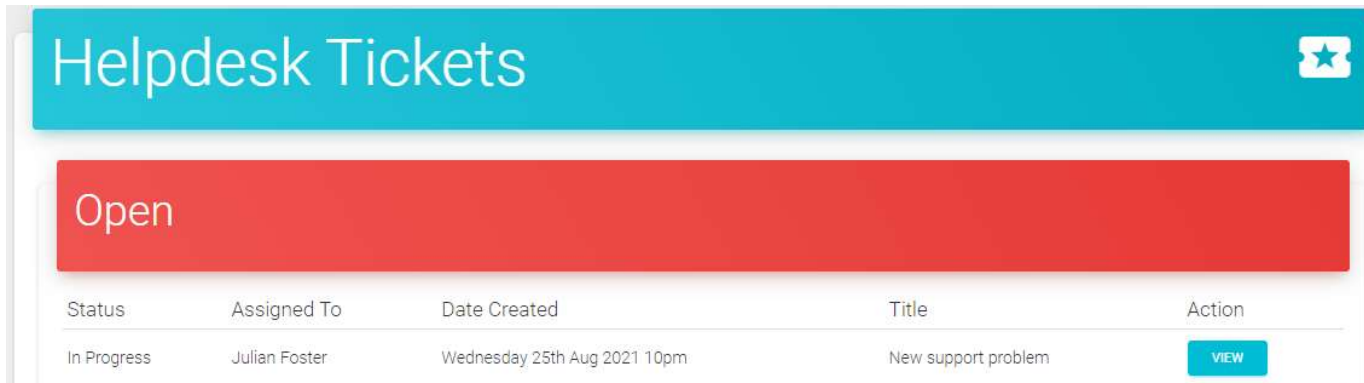 Helpdesk Tickets
Open
Status Assigned To Date Created Title Action
In Progress Julian Foster Wednesday 25th Aug 2021 10pm New support problem VIEW